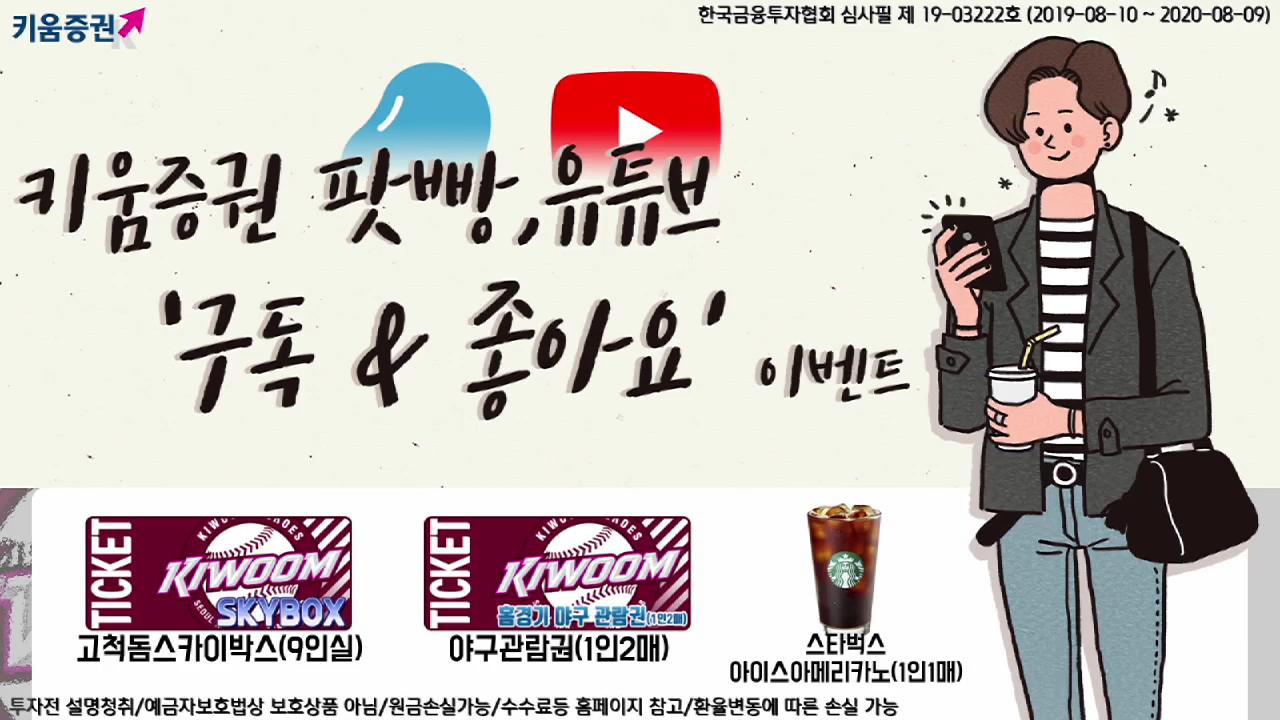 키움증권
한국금융투자협회 심사필 제 19-03222호 (2019-08-10 ~ 2020-08-09)
키움증권 팟빵,유튜브
'구독 & 좋아요' 이벤트
TICKET
KIWOOM
SEOUL
SKYBOX
고척돔스카이박스(9인실)
TICKET
KIWOOM
홈경기 야구 관람권(1인2매)
야구관람권(1인2매)
스타벅스
아이스아메리카노(1인1매)
투자전 설명청취/예금자보호법상 보호상품 아님/원금손실가능/수수료등 홈페이지 참고/환율변동에 따른 손실 가능